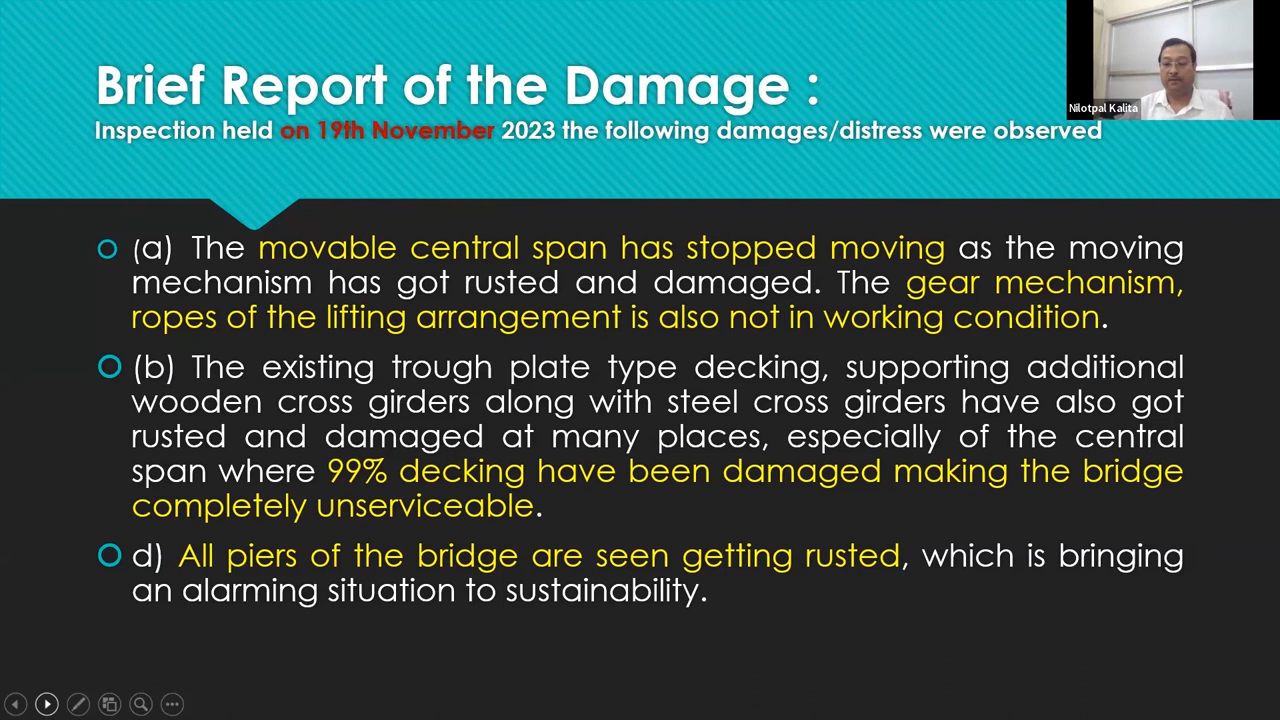 Brief Report of the Damage :
Inspection held on 19th November 2023 the following damages/distress were observed
Nilotpal Kalita
(a) The movable central span has stopped moving as the moving
mechanism has got rusted and damaged. The gear mechanism,
ropes of the lifting arrangement is also not in working condition.
(b) The existing trough plate type decking, supporting additional
wooden cross girders along with steel cross girders have also got
rusted and damaged at many places, especially of the central
span where 99% decking have been damaged making the bridge
completely unserviceable.
d) All piers of the bridge are seen getting rusted, which is bringing
an alarming situation to sustainability.